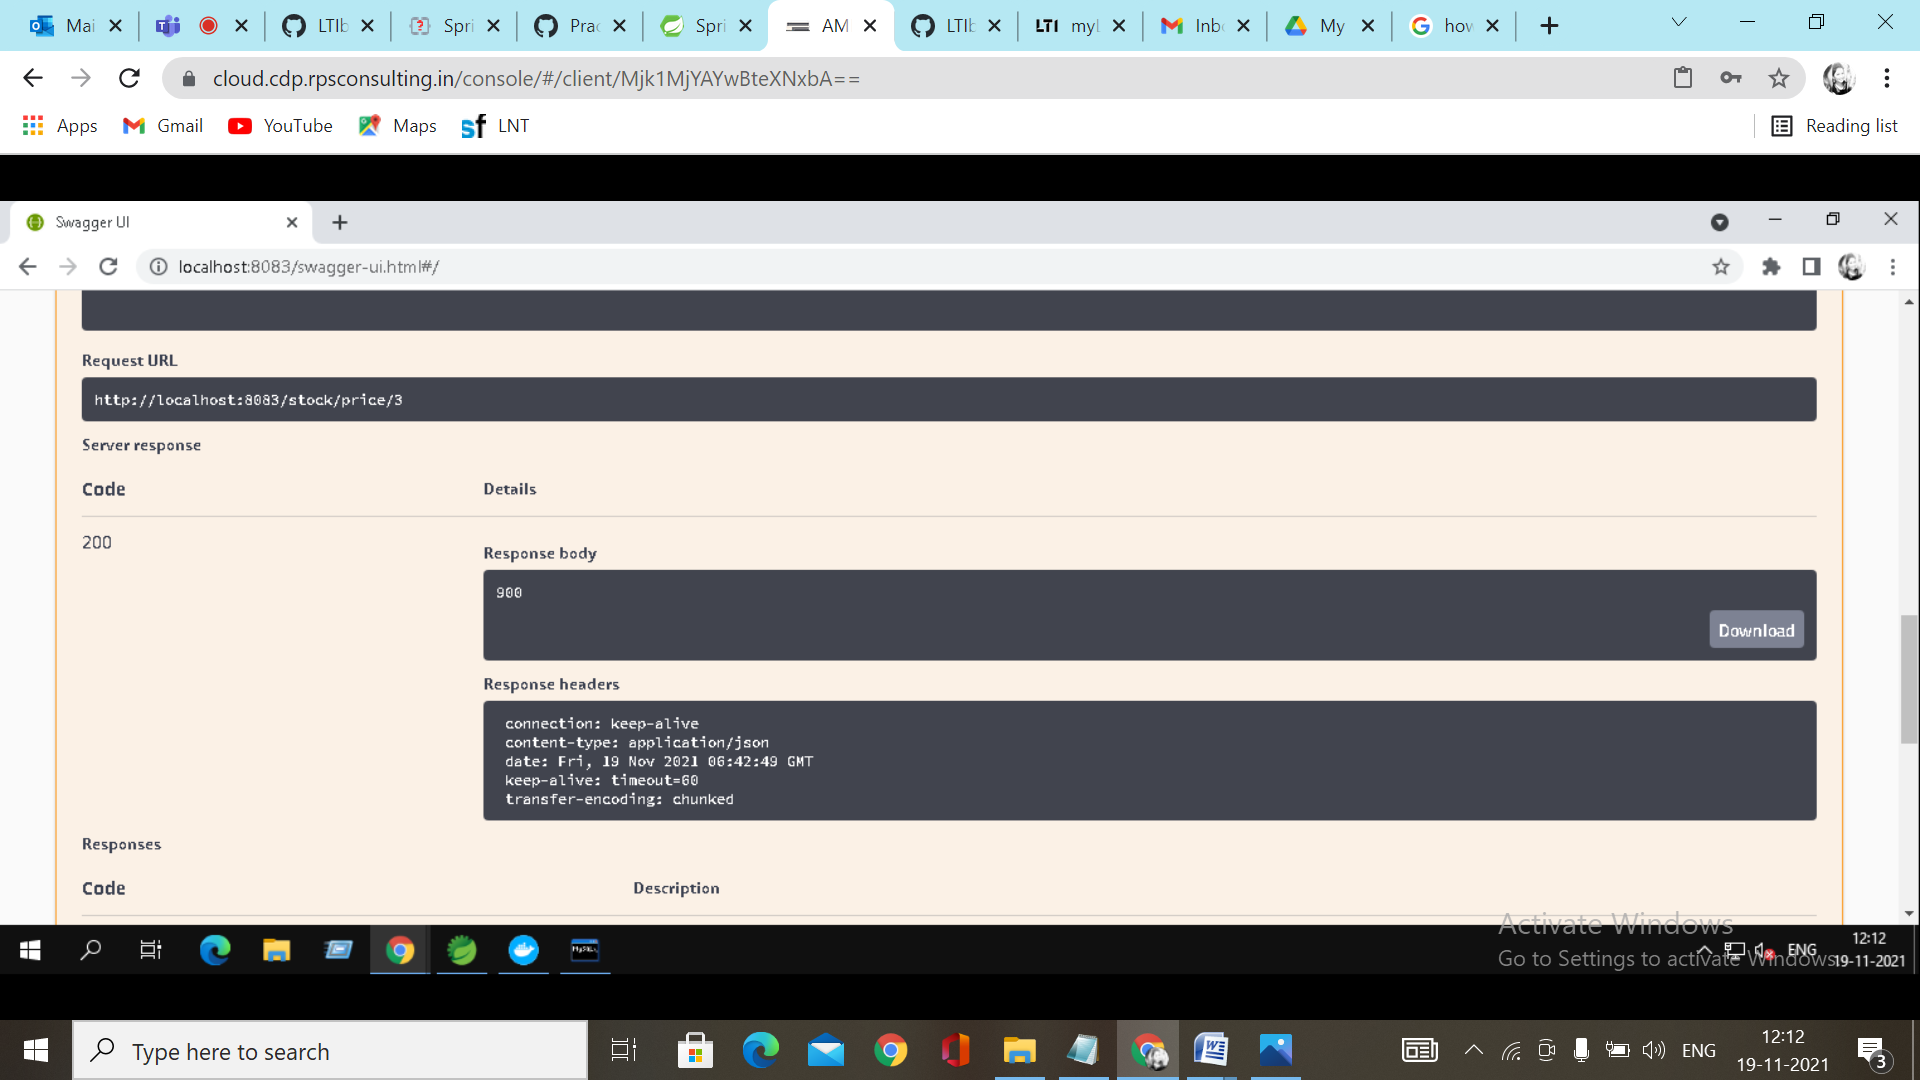 Mai
LTIb
Spri
Prac
Spri
AM
LTIb
LTI myL
Inbo
My
how
cloud.cdp.rpsconsulting.in/console/#/client/Mjk1MjYAYwBteXNxbA==
Apps
Gmail
YouTube
Maps
LNT
Reading list
Swagger UI
localhost:8083/swagger-ui.html#/
Request URL
http://localhost:8083/stock/price/3
Server response
Code
Details
200
Response body
900
Download
Response headers
connection: keep-alive
content-type: application/json
date: Fri, 19 Nov 2021 06:42:49 GMT
keep-alive: timeout=60
transfer-encoding: chunked
Responses
Code
Description
Activate Windows
Go to Settings to activate Windows.
ENG
12:12
19-11-2021
Type here to search
ENG
12:12
19-11-2021
3